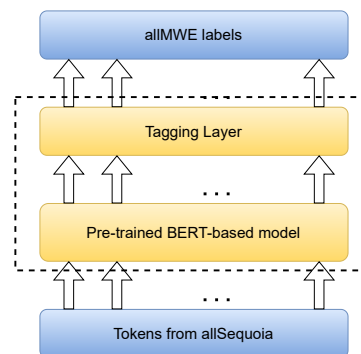 allMWE labels
...
Tagging Layer
...
Pre-trained BERT-based model
...
Tokens from allSequoia